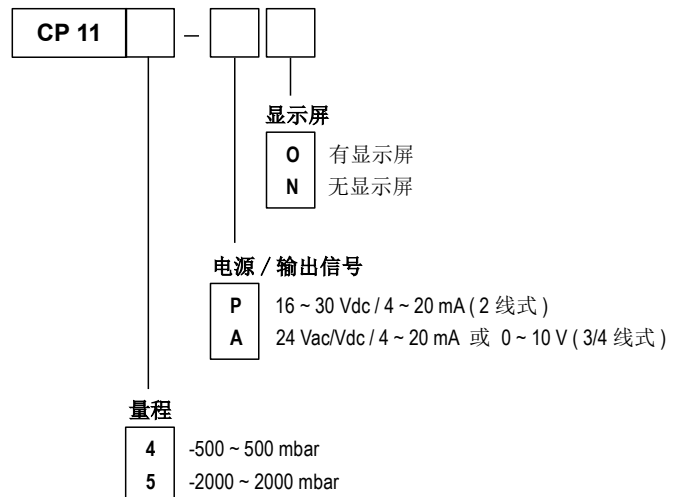 CP 11 –
显示屏
O 有显示屏
N 无显示屏
电源 / 输出信号
P 16 ~ 30 Vdc / 4 ~ 20 mA ( 2 线式 )
A 24 Vac/Vdc / 4 ~ 20 mA 或 0 ~ 10 V ( 3/4 线式 )
量程
4 -500 ~ 500 mbar
5 -2000 ~ 2000 mbar